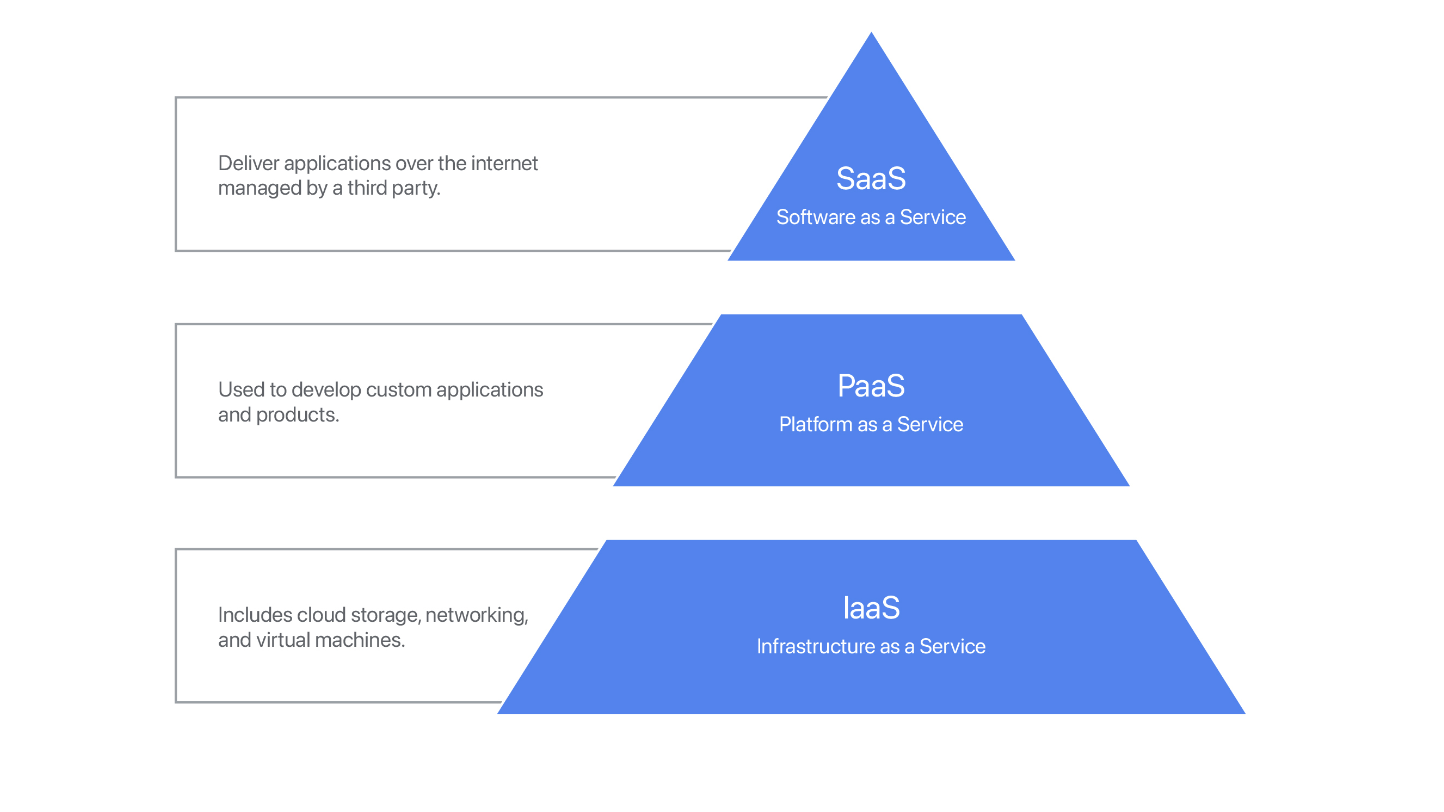 Deliver applications over the internet
managed by a third party.
SaaS
Software as a Service
Used to develop custom applications
and products.
PaaS
Platform as a Service
Includes cloud storage, networking,
and virtual machines.
IaaS
Infrastructure as a Service